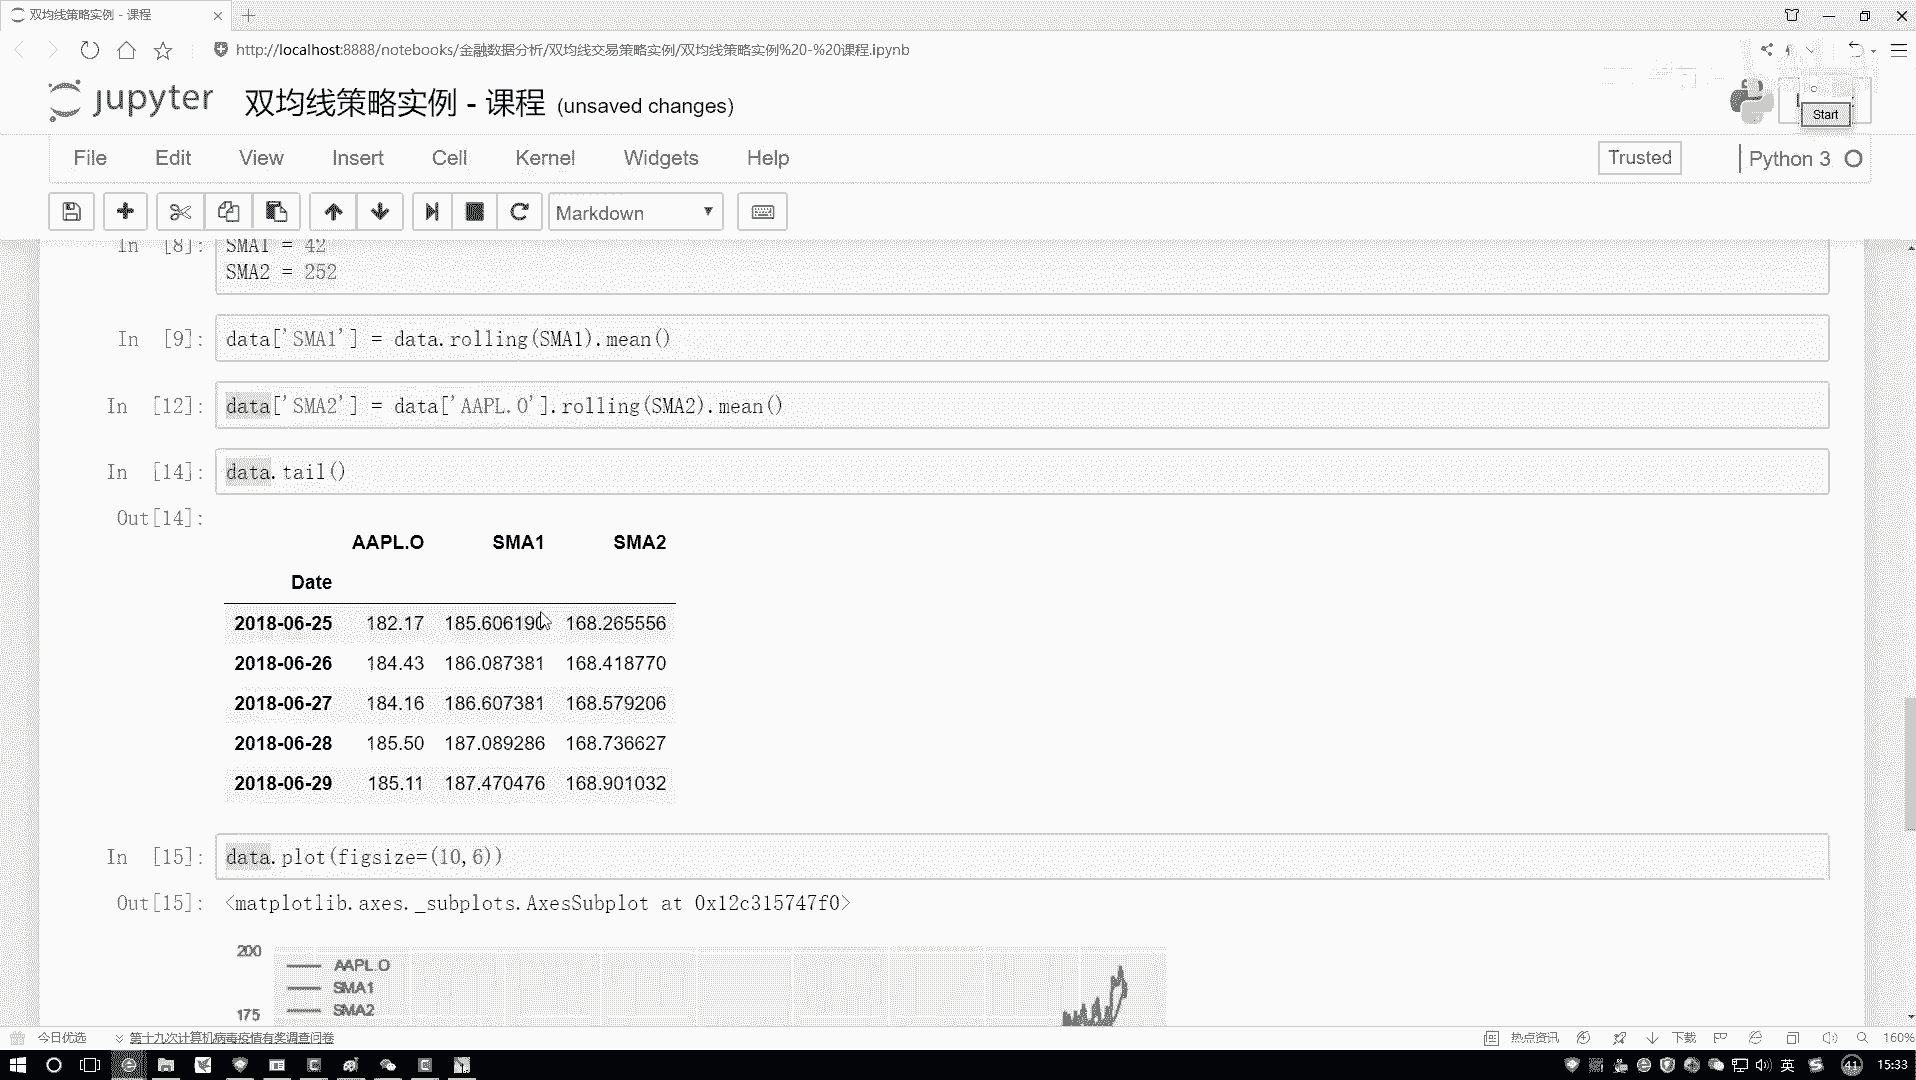 双均线策略实例 - 课程
http://localhost:8888/notebooks/金融数据分析/双均线交易策略实例/双均线策略实例%20-%20课程.ipynb
jupyter 双均线策略实例 - 课程 (unsaved changes)
Start
File Edit View Insert Cell Kernel Widgets Help Trusted Python 3
Markdown
In [8]: SMA1 = 42
SMA2 = 252
In [9]: data['SMA1'] = data.rolling(SMA1).mean()
In [12]: data['SMA2'] = data['AAPL.O'].rolling(SMA2).mean()
In [14]: data.tail()
Out[14]:
AAPL.O SMA1 SMA2
Date
2018-06-25 182.17 185.606190 168.265556
2018-06-26 184.43 186.087381 168.418770
2018-06-27 184.16 186.607381 168.579206
2018-06-28 185.50 187.089286 168.736627
2018-06-29 185.11 187.470476 168.901032
In [15]: data.plot(figsize=(10,6))
Out[15]: <matplotlib.axes._subplots.AxesSubplot at 0x12c315747f0>
200
AAPL.O
SMA1
SMA2
175
今日优选 第十九次计算机病毒疫情有奖调查问卷 热点资讯 下载 160%
英 41 15:33